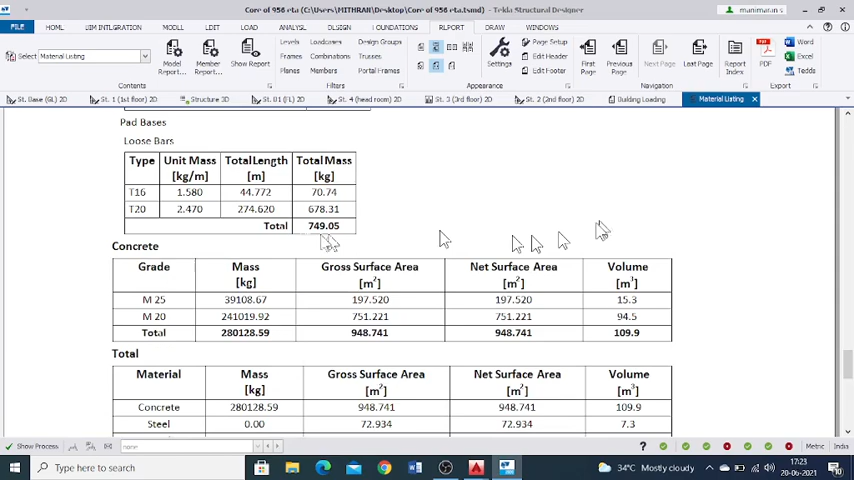 Core of 956 eta (C:\Users\MITHRAN\Desktop\Core of 956 eta.tsmd) - Tekla Structural Designer
manimaran s
FILE HOME BIM INTEGRATION MODEL EDIT LOAD ANALYSE DESIGN FOUNDATIONS REPORT DRAW WINDOWS
Select Material Listing
Model Report...
Member Report...
Show Report
Levels Loadcases Design Groups
Frames Combinations Trusses
Planes Members Portal Frames
Settings
Page Setup
Edit Header
Edit Footer
First Page
Previous Page
Next Page
Last Page
Report Index
PDF
Word
Excel
Tedds
Contents Filters Appearance Navigation Export
St. Base (GL) 2D St. 1 (1st floor) 2D Structure 3D St. B1 (FL) 2D St. 4 (head room) 2D St. 3 (3rd floor) 2D St. 2 (2nd floor) 2D Building Loading Material Listing
Pad Bases
Loose Bars
Type Unit Mass [kg/m] Total Length [m] Total Mass [kg]
T16 1.580 44.772 70.74
T20 2.470 274.620 678.31
Total 749.05
Concrete
Grade Mass [kg] Gross Surface Area [m²] Net Surface Area [m²] Volume [m³]
M 25 39108.67 197.520 197.520 15.3
M 20 241019.92 751.221 751.221 94.5
Total 280128.59 948.741 948.741 109.9
Total
Material Mass [kg] Gross Surface Area [m²] Net Surface Area [m²] Volume [m³]
Concrete 280128.59 948.741 948.741 109.9
Steel 0.00 72.934 72.934 7.3
Show Process none Metric India
Type here to search
34°C Mostly cloudy
ENG
17:23
20-06-2021